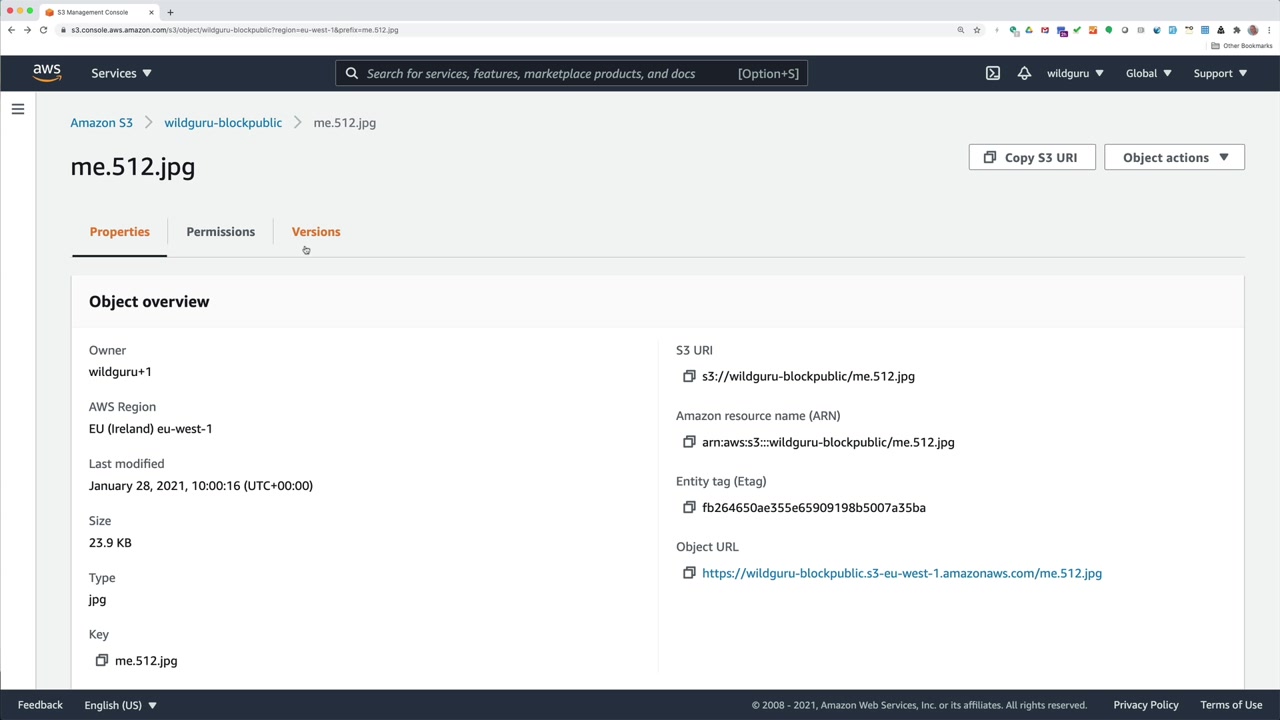 S3 Management Console
s3.console.aws.amazon.com/s3/object/wildguru-blockpublic?region=eu-west-1&prefix=me.512.jpg
Other Bookmarks
aws Services Search for services, features, marketplace products, and docs [Option+S] wildguru Global Support
Amazon S3 wildguru-blockpublic me.512.jpg
me.512.jpg
Copy S3 URI Object actions
Properties Permissions Versions
Object overview
Owner
wildguru+1
AWS Region
EU (Ireland) eu-west-1
Last modified
January 28, 2021, 10:00:16 (UTC+00:00)
Size
23.9 KB
Type
jpg
Key
me.512.jpg
S3 URI
s3://wildguru-blockpublic/me.512.jpg
Amazon resource name (ARN)
arn:aws:s3:::wildguru-blockpublic/me.512.jpg
Entity tag (Etag)
fb264650ae355e65909198b5007a35ba
Object URL
https://wildguru-blockpublic.s3-eu-west-1.amazonaws.com/me.512.jpg
Feedback English (US) © 2008 - 2021, Amazon Web Services, Inc. or its affiliates. All rights reserved. Privacy Policy Terms of Use